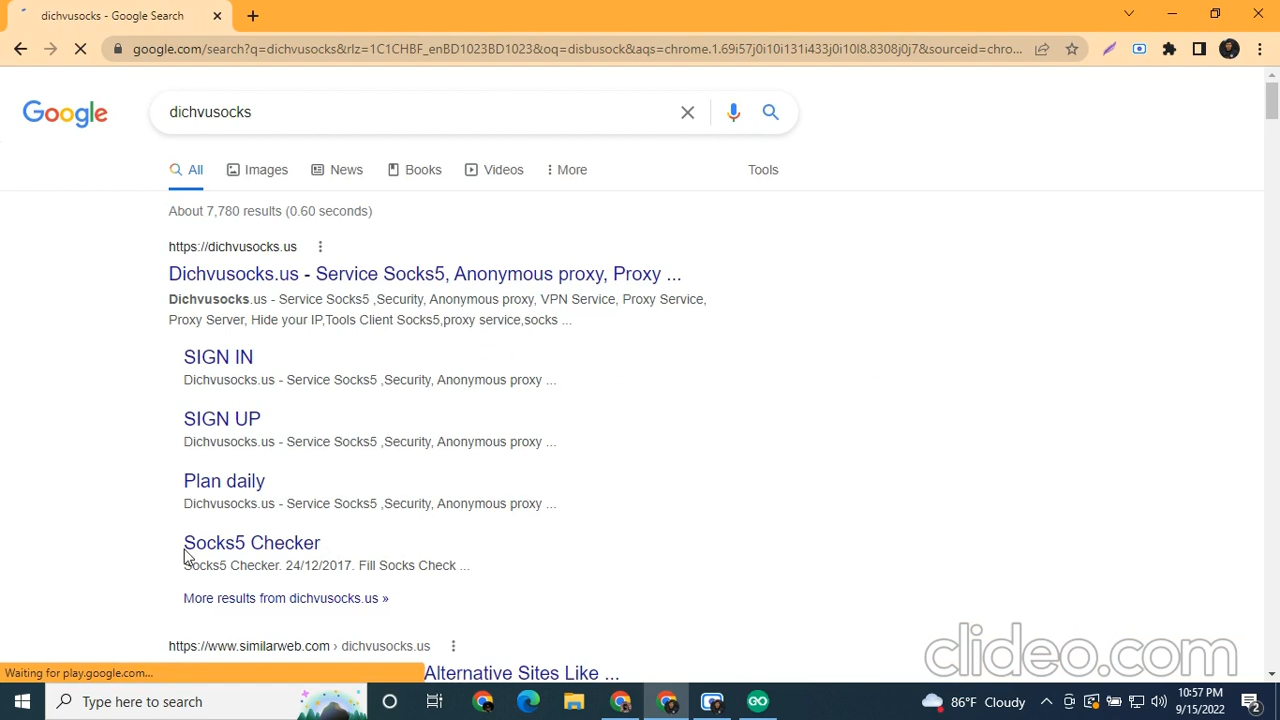 dichvusocks - Google Search
google.com/search?q=dichvusocks&rlz=1C1CHBF_enBD1023BD1023&oq=disbusock&aqs=chrome.1.69i57j0i10i131i433j0i10l8.8308j0j7&sourceid=chro...
Google
dichvusocks
All Images News Books Videos More Tools
About 7,780 results (0.60 seconds)
https://dichvusocks.us
Dichvusocks.us - Service Socks5, Anonymous proxy, Proxy ...
Dichvusocks.us - Service Socks5 ,Security, Anonymous proxy, VPN Service, Proxy Service,
Proxy Server, Hide your IP,Tools Client Socks5,proxy service,socks ...
SIGN IN
Dichvusocks.us - Service Socks5 ,Security, Anonymous proxy ...
SIGN UP
Dichvusocks.us - Service Socks5 ,Security, Anonymous proxy ...
Plan daily
Dichvusocks.us - Service Socks5 ,Security, Anonymous proxy ...
Socks5 Checker
Socks5 Checker. 24/12/2017. Fill Socks Check ...
More results from dichvusocks.us »
https://www.similarweb.com › dichvusocks.us
Alternative Sites Like ...
Waiting for play.google.com...
clideo.com
Type here to search
GO
86°F Cloudy
10:57 PM
9/15/2022
2